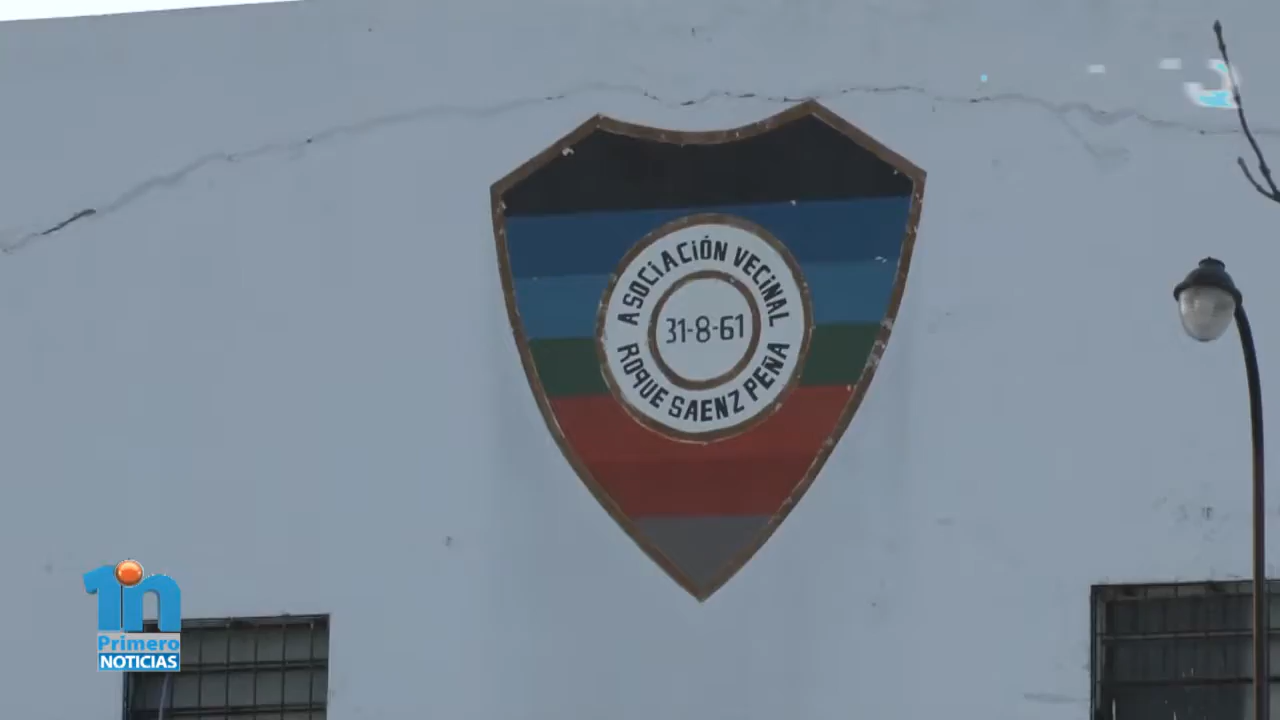 ASOCIACIÓN VECINAL
31-8-61
ROQUE SAENZ PEÑA
1n
Primero
NOTICIAS